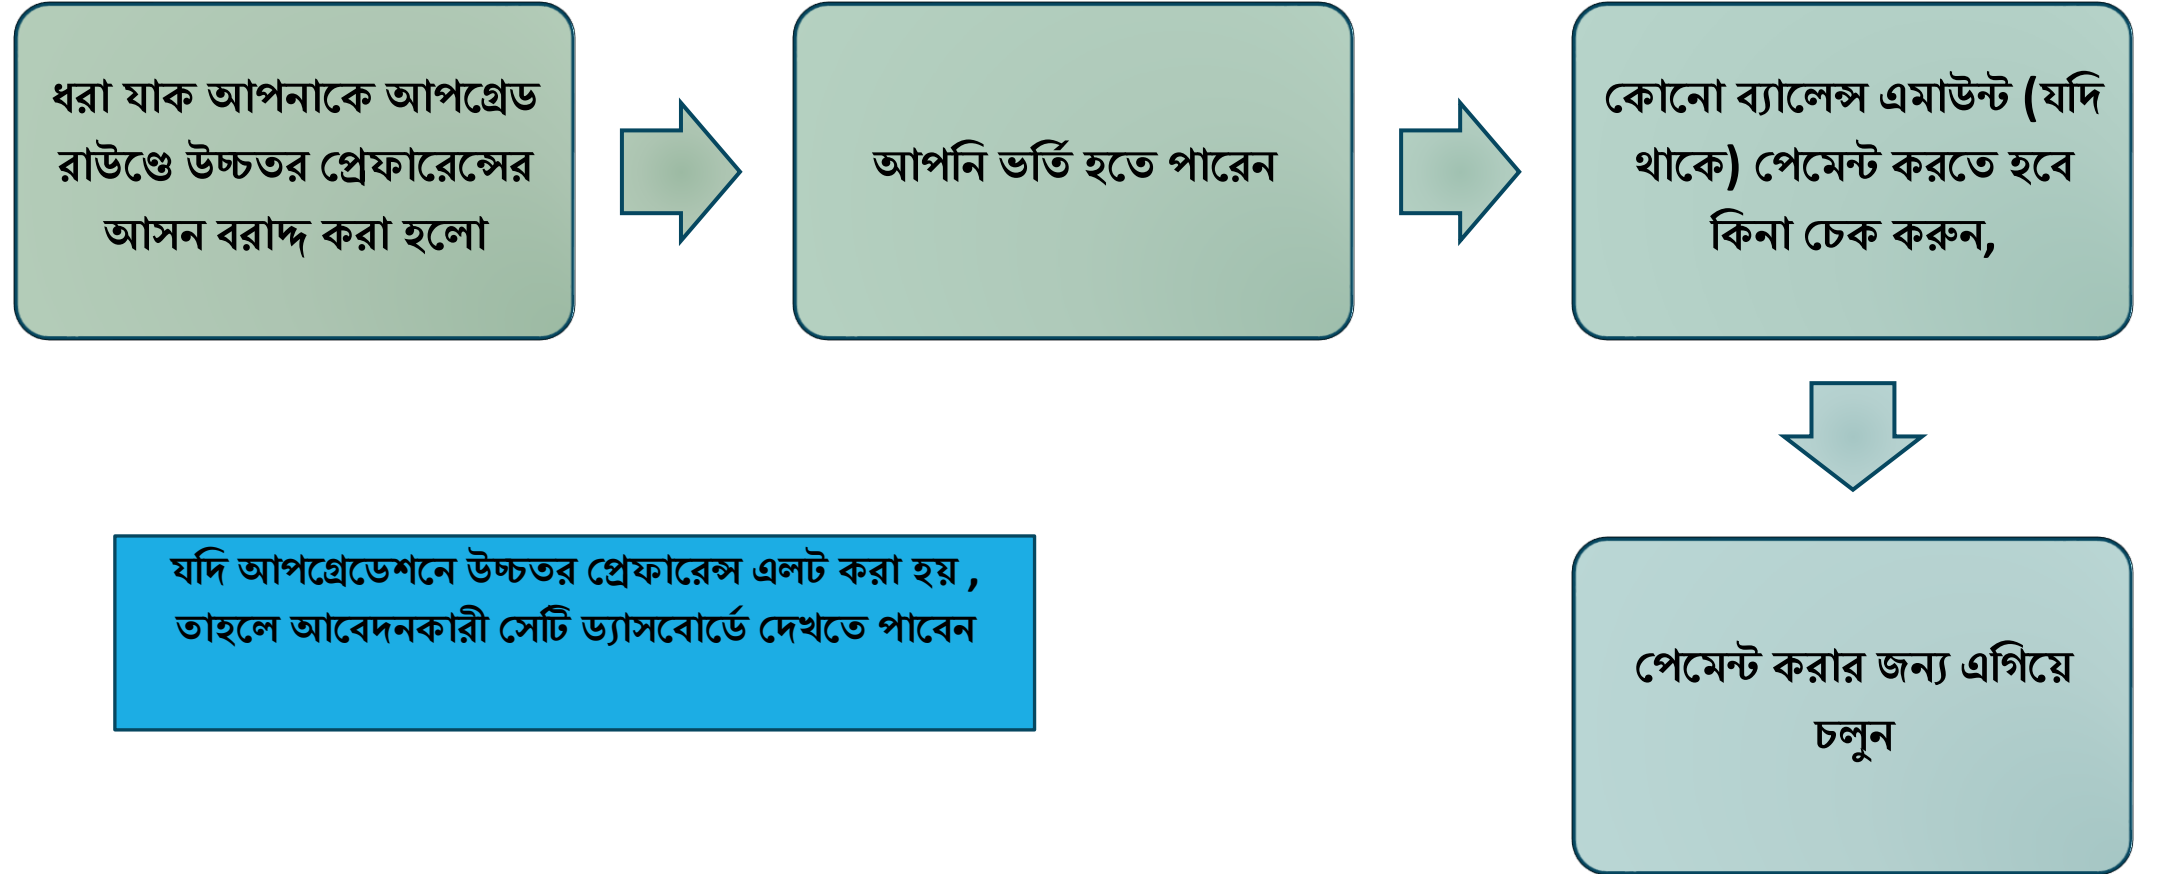 ধরা যাক আপনাকে আপগ্রেড
রাউণ্ডে উচ্চতর প্রেফারেন্সের
আসন বরাদ্দ করা হলো
আপনি ভর্তি হতে পারেন
কোনো ব্যালেন্স এমাউন্ট (যদি
থাকে) পেমেন্ট করতে হবে
কিনা চেক করুন,
পেমেন্ট করার জন্য এগিয়ে
চলুন
যদি আপগ্রেডেশনে উচ্চতর প্রেফারেন্স এলট করা হয় ,
তাহলে আবেদনকারী সেটি ড্যাসবোর্ডে দেখতে পাবেন